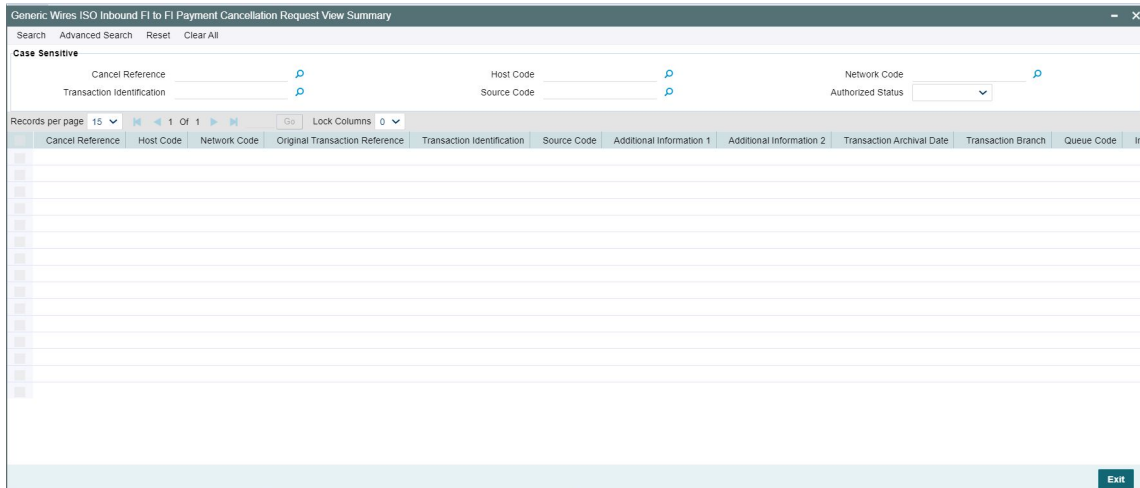 Generic Wires ISO Inbound FI to FI Payment Cancellation Request View Summary
Search Advanced Search Reset Clear All
Case Sensitive
Cancel Reference Host Code Network Code
Transaction Identification Source Code Authorized Status
Records per page 15 1 Of 1 Go Lock Columns 0
Cancel Reference Host Code Network Code Original Transaction Reference Transaction Identification Source Code Additional Information 1 Additional Information 2 Transaction Archival Date Transaction Branch Queue Code
Exit